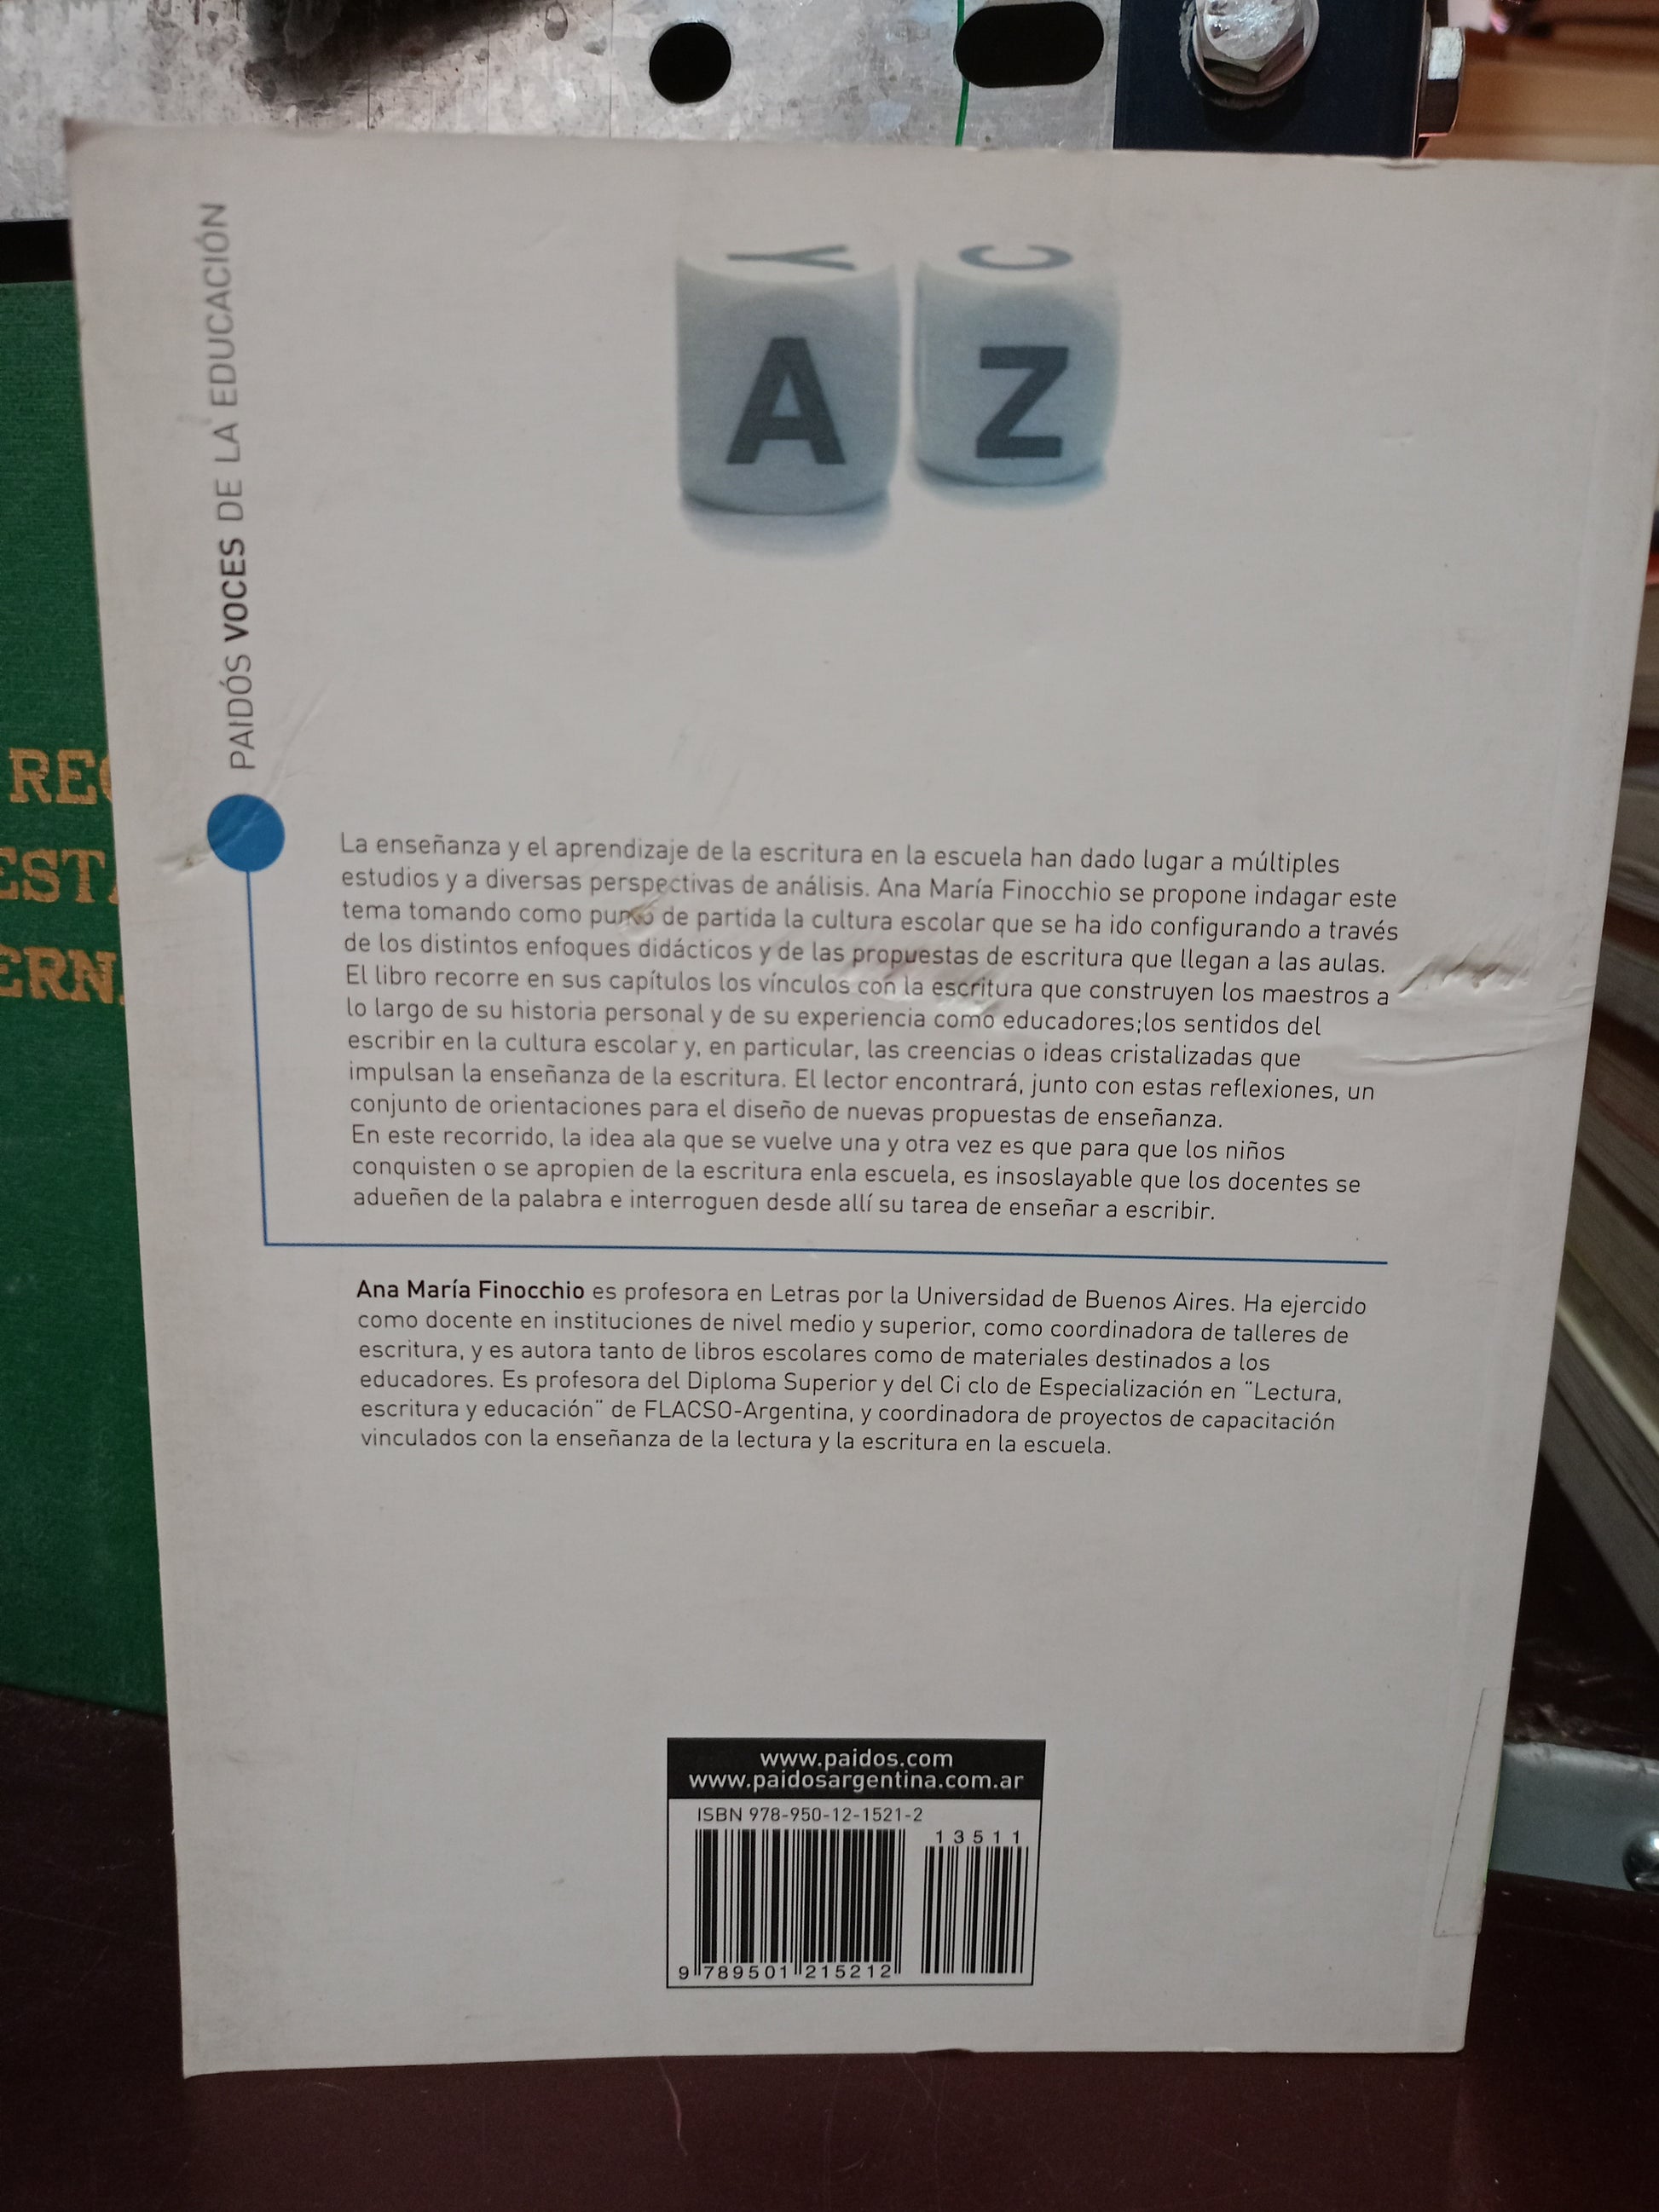 PAIDÓS VOCES DE LA EDUCACIÓN
Y C
A Z
La enseñanza y el aprendizaje de la escritura en la escuela han dado lugar a múltiples
estudios y a diversas perspectivas de análisis. Ana María Finocchio se propone indagar este
tema tomando como punto de partida la cultura escolar que se ha ido configurando a través
de los distintos enfoques didácticos y de las propuestas de escritura que llegan a las aulas.
El libro recorre en sus capítulos los vínculos con la escritura que construyen los maestros a
lo largo de su historia personal y de su experiencia como educadores;los sentidos del
escribir en la cultura escolar y, en particular, las creencias o ideas cristalizadas que
impulsan la enseñanza de la escritura. El lector encontrará, junto con estas reflexiones, un
conjunto de orientaciones para el diseño de nuevas propuestas de enseñanza.
En este recorrido, la idea ala que se vuelve una y otra vez es que para que los niños
conquisten o se apropien de la escritura enla escuela, es insoslayable que los docentes se
adueñen de la palabra e interroguen desde allí su tarea de enseñar a escribir.
Ana María Finocchio es profesora en Letras por la Universidad de Buenos Aires. Ha ejercido
como docente en instituciones de nivel medio y superior, como coordinadora de talleres de
escritura, y es autora tanto de libros escolares como de materiales destinados a los
educadores. Es profesora del Diploma Superior y del Ci clo de Especialización en "Lectura,
escritura y educación" de FLACSO-Argentina, y coordinadora de proyectos de capacitación
vinculados con la enseñanza de la lectura y la escritura en la escuela.
www.paidos.com
www.paidosargentina.com.ar
ISBN 978-950-12-1521-2
13511
9 789501 215212